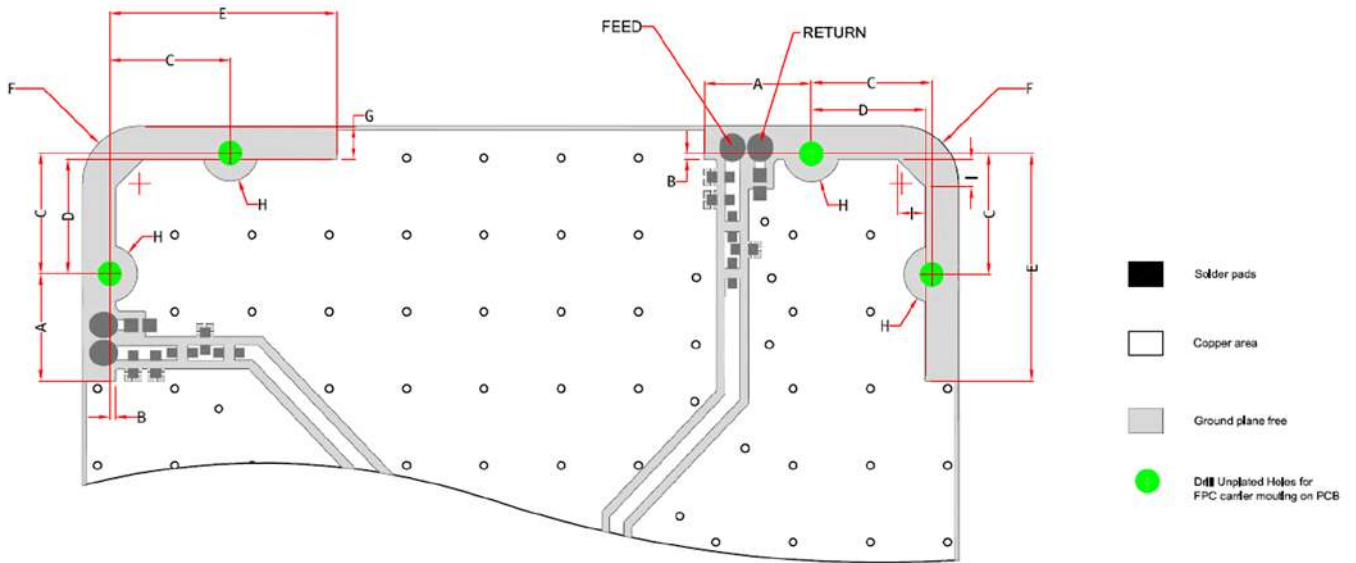 E
FEED
RETURN
C
A
C
F
F
G
D
B
I
C
D
H
H
I
C
E
H
H
A
B
Solder pads
Copper area
Ground plane free
Drill Unplated Holes for
FPC carrier mouting on PCB